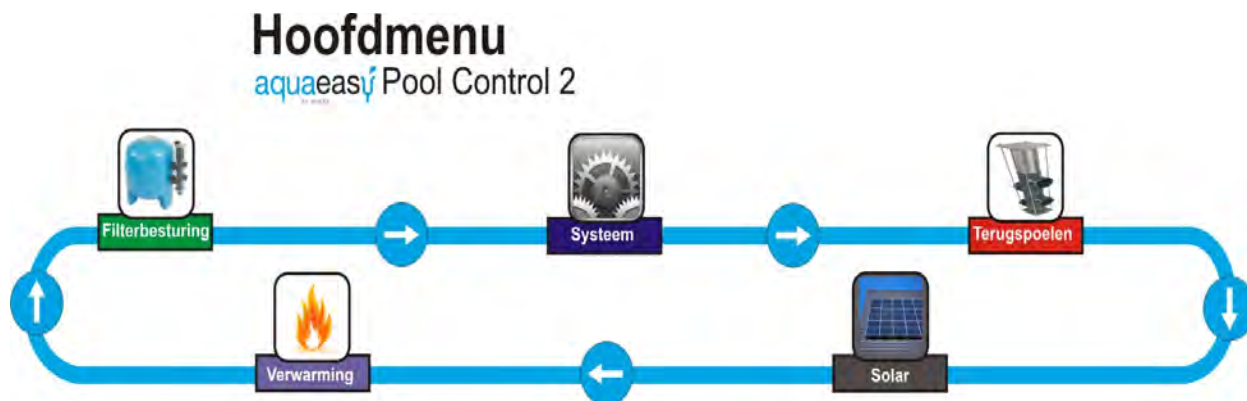 Hoofdmenu
aquaeasy Pool Control 2
Filterbesturing
Systeem
Terugspoelen
Verwarming
Solar